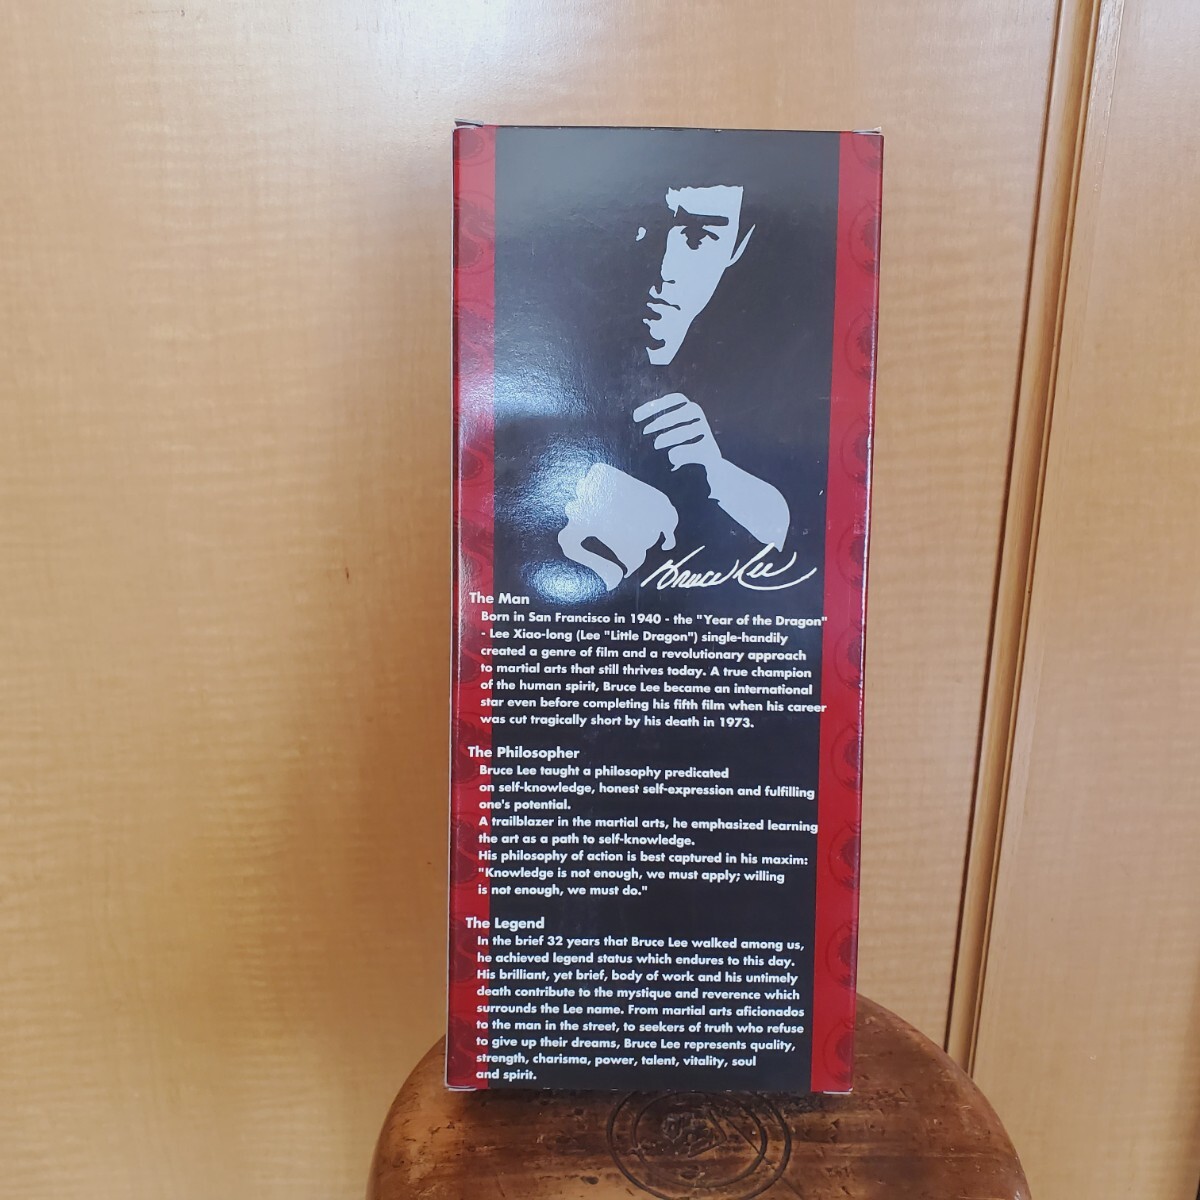 Bruce Lee
The Man
Born in San Francisco in 1940 - the "Year of the Dragon"
- Lee Xiao-long (Lee "Little Dragon") single-handily
created a genre of film and a revolutionary approach
to martial arts that still thrives today. A true champion
of the human spirit, Bruce Lee became an international
star even before completing his fifth film when his career
was cut tragically short by his death in 1973.
The Philosopher
Bruce Lee taught a philosophy predicated
on self-knowledge, honest self-expression and fulfilling
one's potential.
A trailblazer in the martial arts, he emphasized learning
the art as a path to self-knowledge.
His philosophy of action is best captured in his maxim:
"Knowledge is not enough, we must apply; willing
is not enough, we must do."
The Legend
In the brief 32 years that Bruce Lee walked among us,
he achieved legend status which endures to this day.
His brilliant, yet brief, body of work and his untimely
death contribute to the mystique and reverence which
surrounds the Lee name. From martial arts aficionados
to the man in the street, to seekers of truth who refuse
to give up their dreams, Bruce Lee represents quality,
strength, charisma, power, talent, vitality, soul
and spirit.